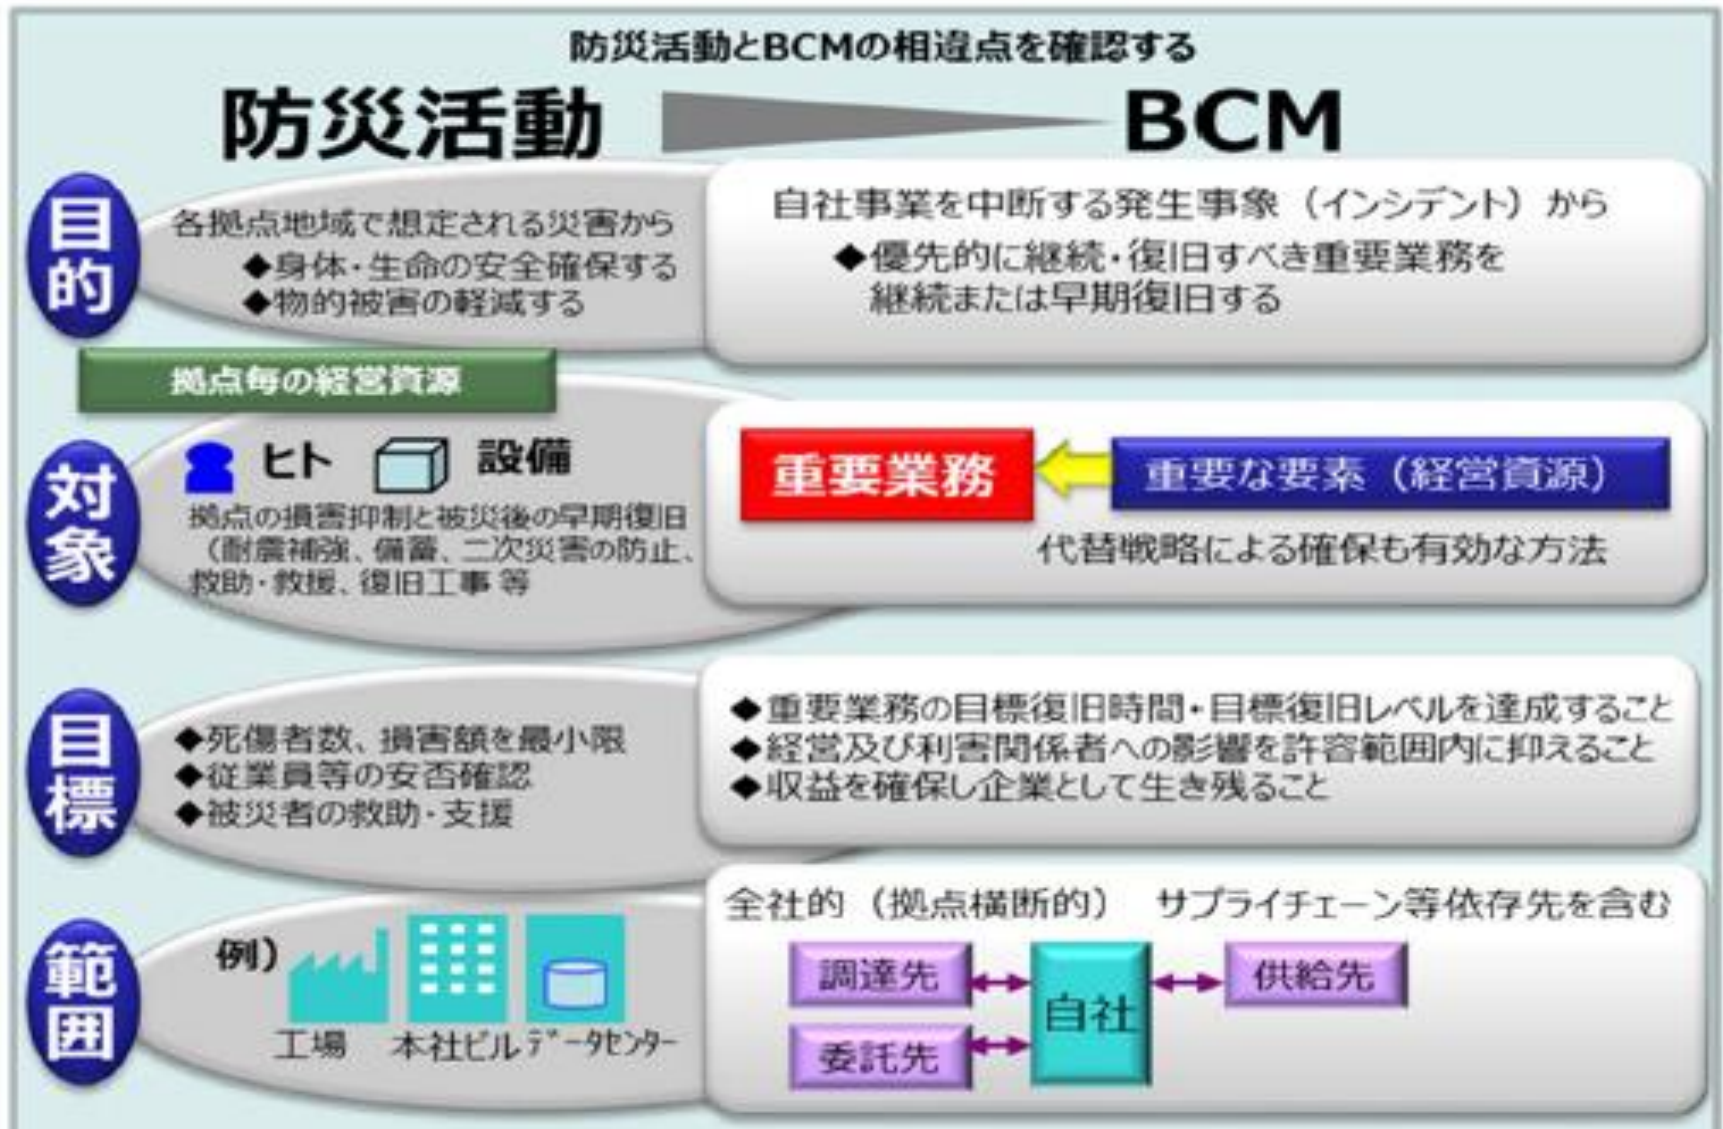 防災活動とBCMの相違点を確認する
防災活動
BCM
目的
各拠点地域で想定される災害から
◆身体・生命の安全確保する
◆物的被害の軽減する
自社事業を中断する発生事象（インシデント）から
◆優先的に継続・復旧すべき重要業務を
継続または早期復旧する
拠点毎の経営資源
対象
ヒト
設備
拠点の損害抑制と被災後の早期復旧
（耐震補強、備蓄、二次災害の防止、
救助・救援、復旧工事 等
重要業務
重要な要素（経営資源）
代替戦略による確保も有効な方法
目標
◆死傷者数、損害額を最小限
◆従業員等の安否確認
◆被災者の救助・支援
◆重要業務の目標復旧時間・目標復旧レベルを達成すること
◆経営及び利害関係者への影響を許容範囲内に抑えること
◆収益を確保し企業として生き残ること
範囲
例）
工場
本社ビル
ﾃﾞｰﾀｾﾝﾀｰ
全社的（拠点横断的）　サプライチェーン等依存先を含む
調達先
自社
供給先
委託先